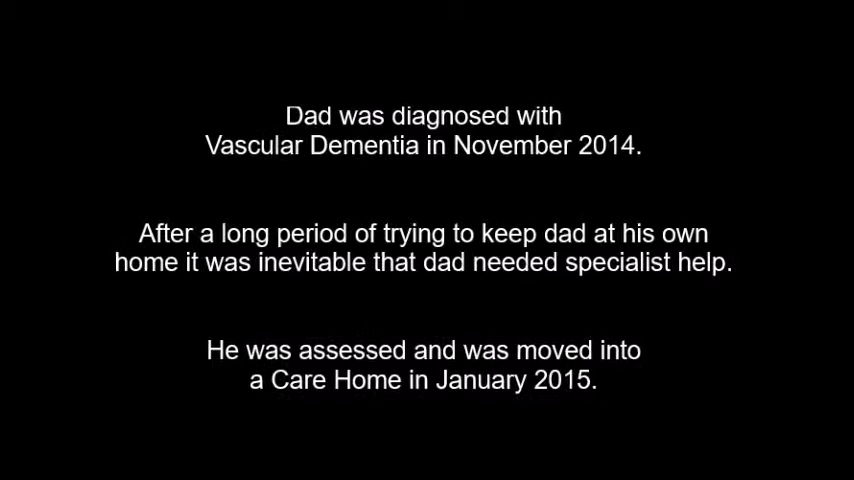 Dad was diagnosed with
Vascular Dementia in November 2014.
After a long period of trying to keep dad at his own
home it was inevitable that dad needed specialist help.
He was assessed and was moved into
a Care Home in January 2015.